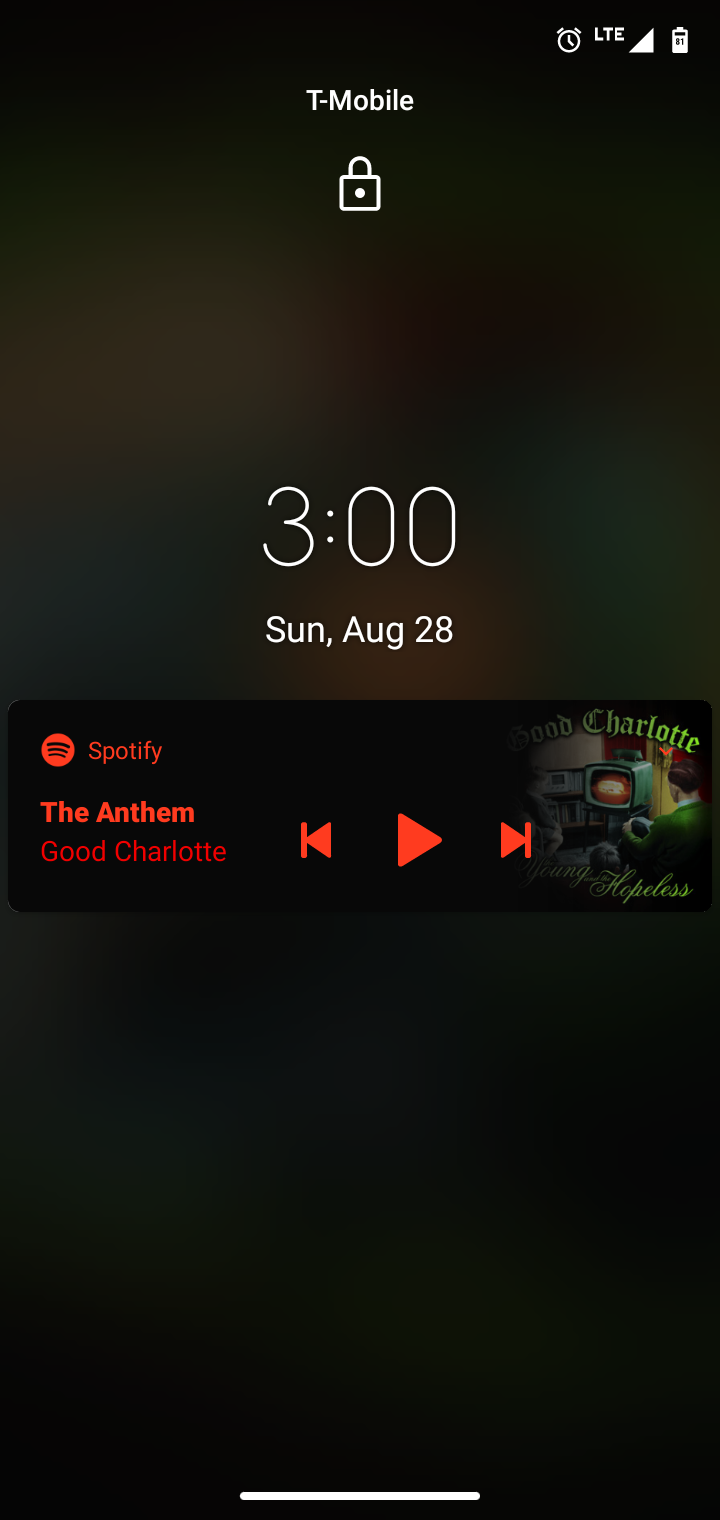 LTE
81
T-Mobile
3:00
Sun, Aug 28
Spotify
The Anthem
Good Charlotte
Good Charlotte
The Young and the Hopeless